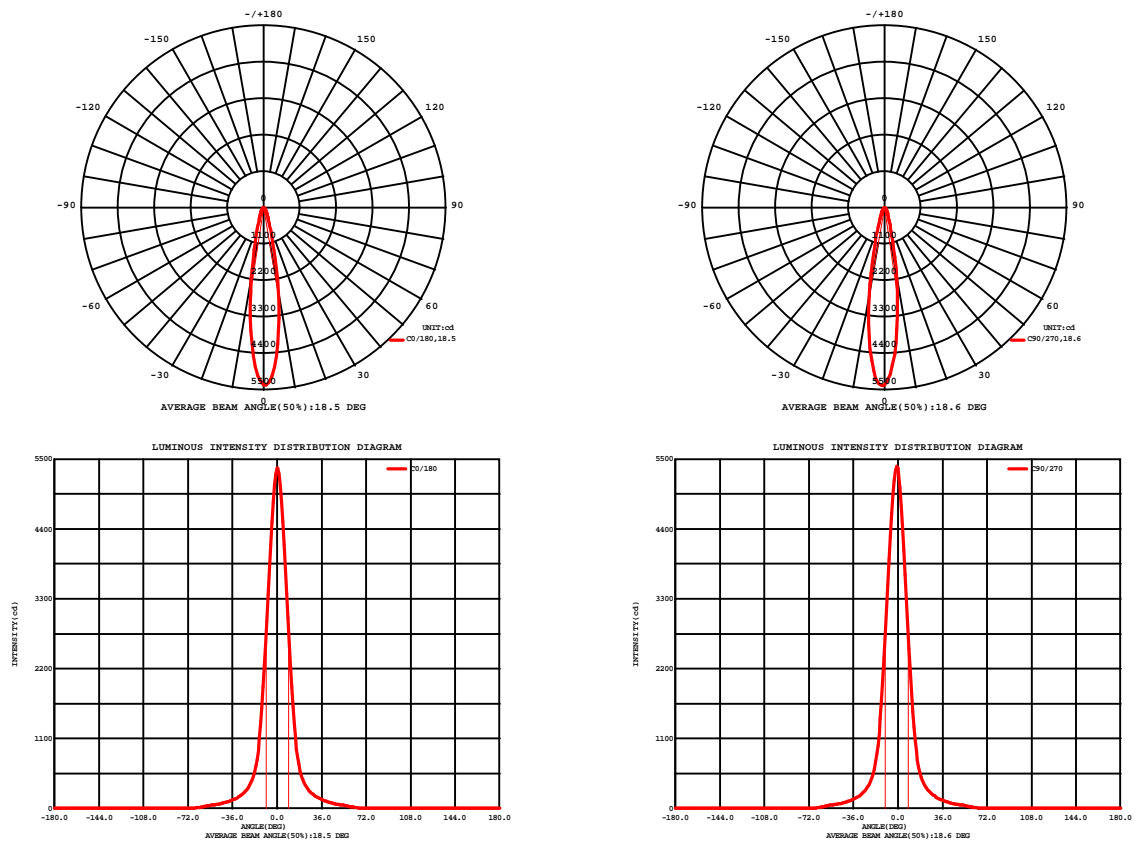 -/+180
-150
150
-120
120
-90
90
0
1100
2200
-60
60
3300
UNIT:cd
C0/180,18.5
4400
-30
30
5500
0
AVERAGE BEAM ANGLE(50%):18.5 DEG
-/+180
-150
150
-120
120
-90
90
0
1100
2200
-60
60
3300
UNIT:cd
C90/270,18.6
4400
-30
30
5500
0
AVERAGE BEAM ANGLE(50%):18.6 DEG
LUMINOUS INTENSITY DISTRIBUTION DIAGRAM
5500
C0/180
4400
3300
INTENSITY(cd)
2200
1100
0
-180.0 -144.0 -108.0 -72.0 -36.0 0.0 36.0 72.0 108.0 144.0 180.0
ANGLE(DEG)
AVERAGE BEAM ANGLE(50%):18.5 DEG
LUMINOUS INTENSITY DISTRIBUTION DIAGRAM
5500
C90/270
4400
3300
INTENSITY(cd)
2200
1100
0
-180.0 -144.0 -108.0 -72.0 -36.0 0.0 36.0 72.0 108.0 144.0 180.0
ANGLE(DEG)
AVERAGE BEAM ANGLE(50%):18.6 DEG